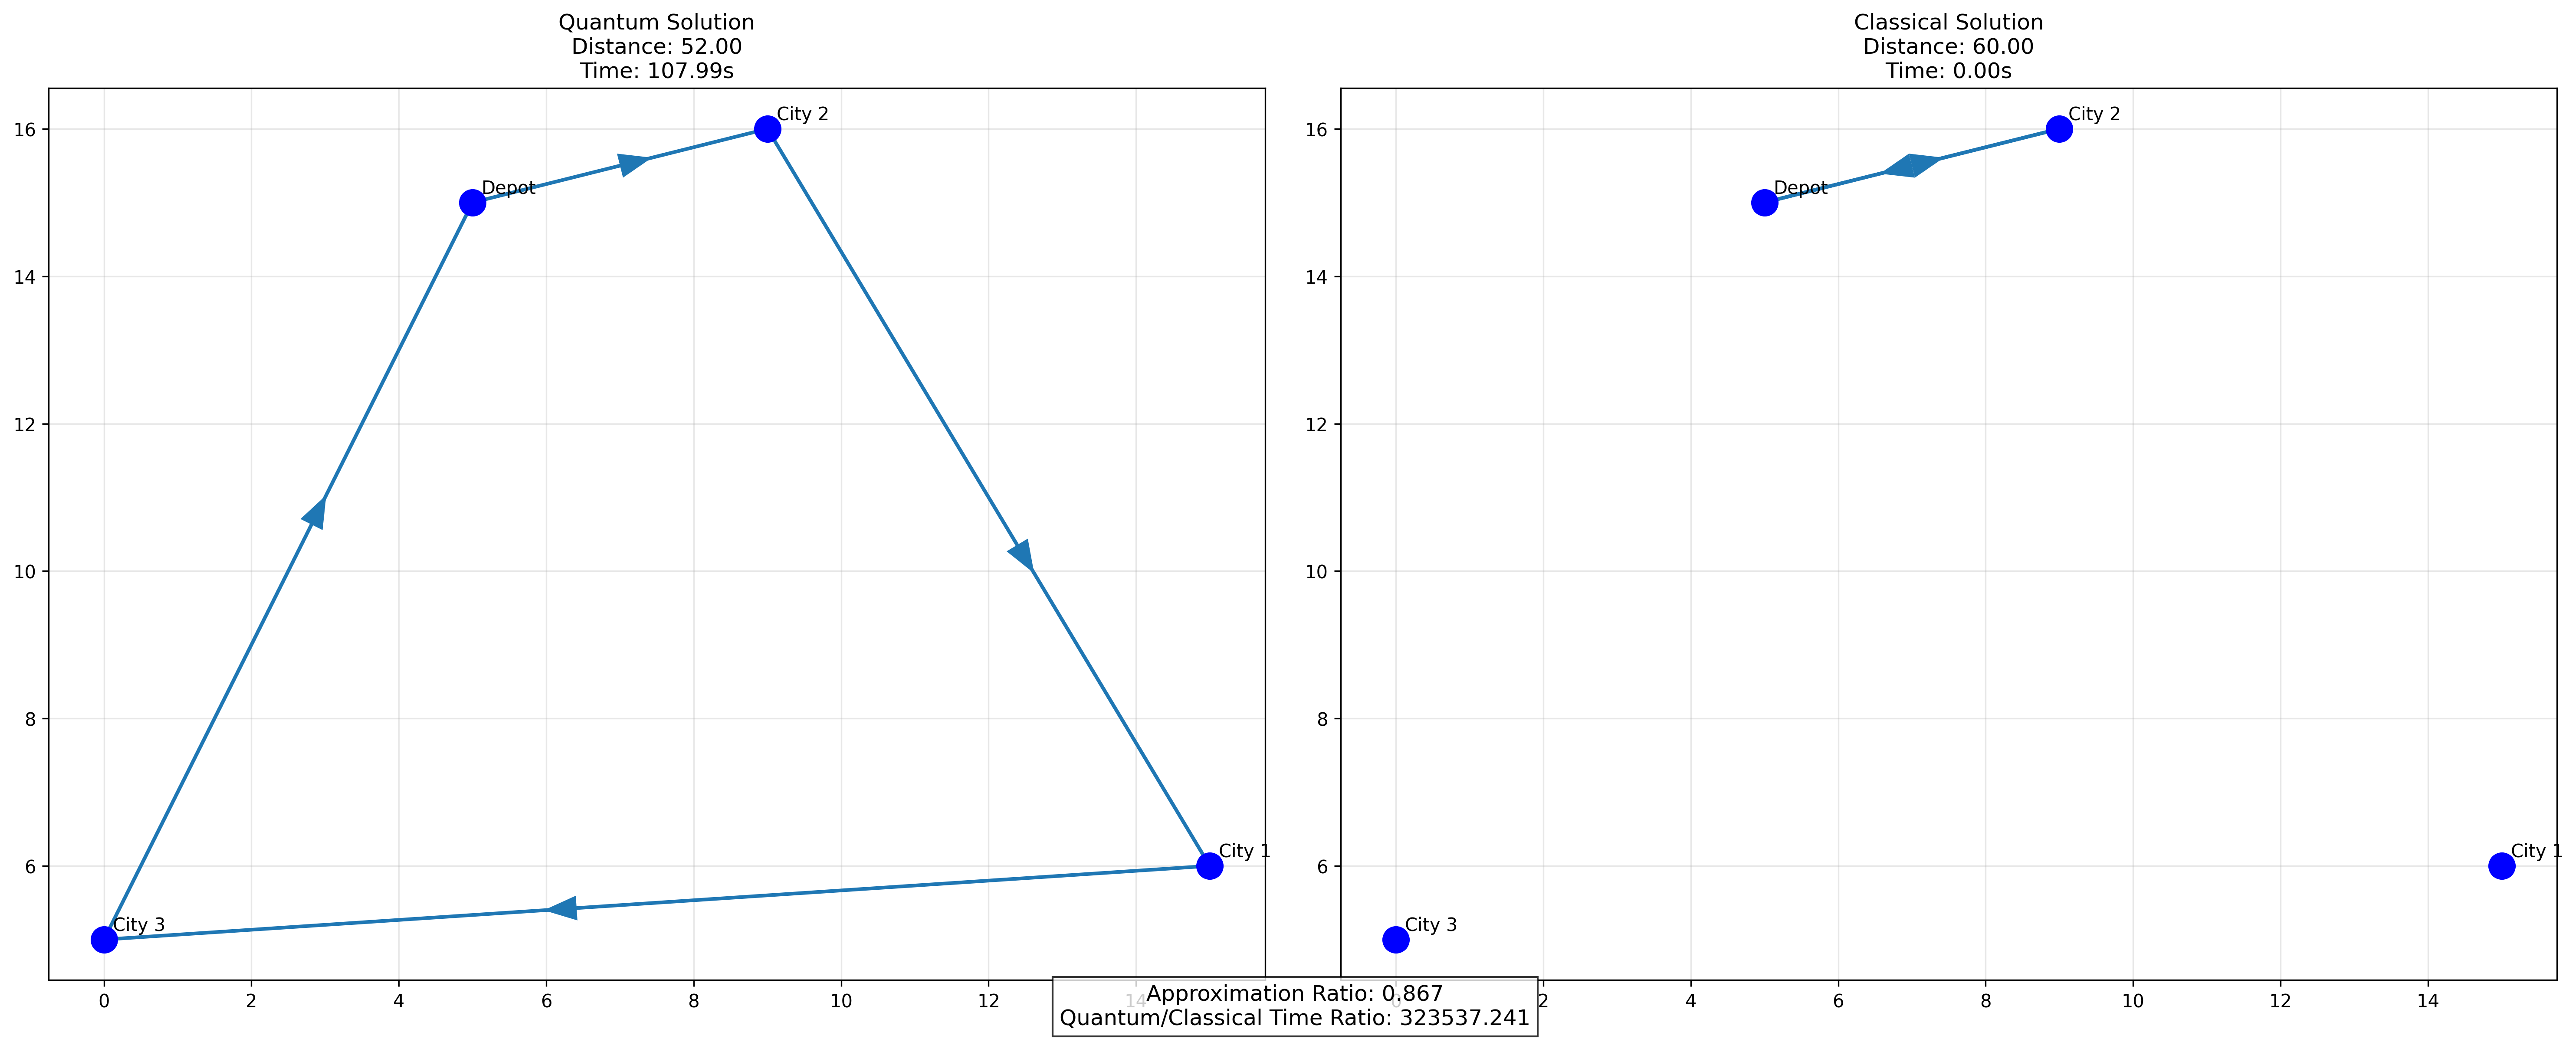 Quantum Solution
Distance: 52.00
Time: 107.99s
16
14
12
10
8
6
City 2
Depot
City 1
City 3
0
2
4
6
8
10
12
14
Classical Solution
Distance: 60.00
Time: 0.00s
16
14
12
10
8
6
City 2
Depot
City 1
City 3
0
2
4
6
8
10
12
14
Approximation Ratio: 0.867
Quantum/Classical Time Ratio: 323537.241